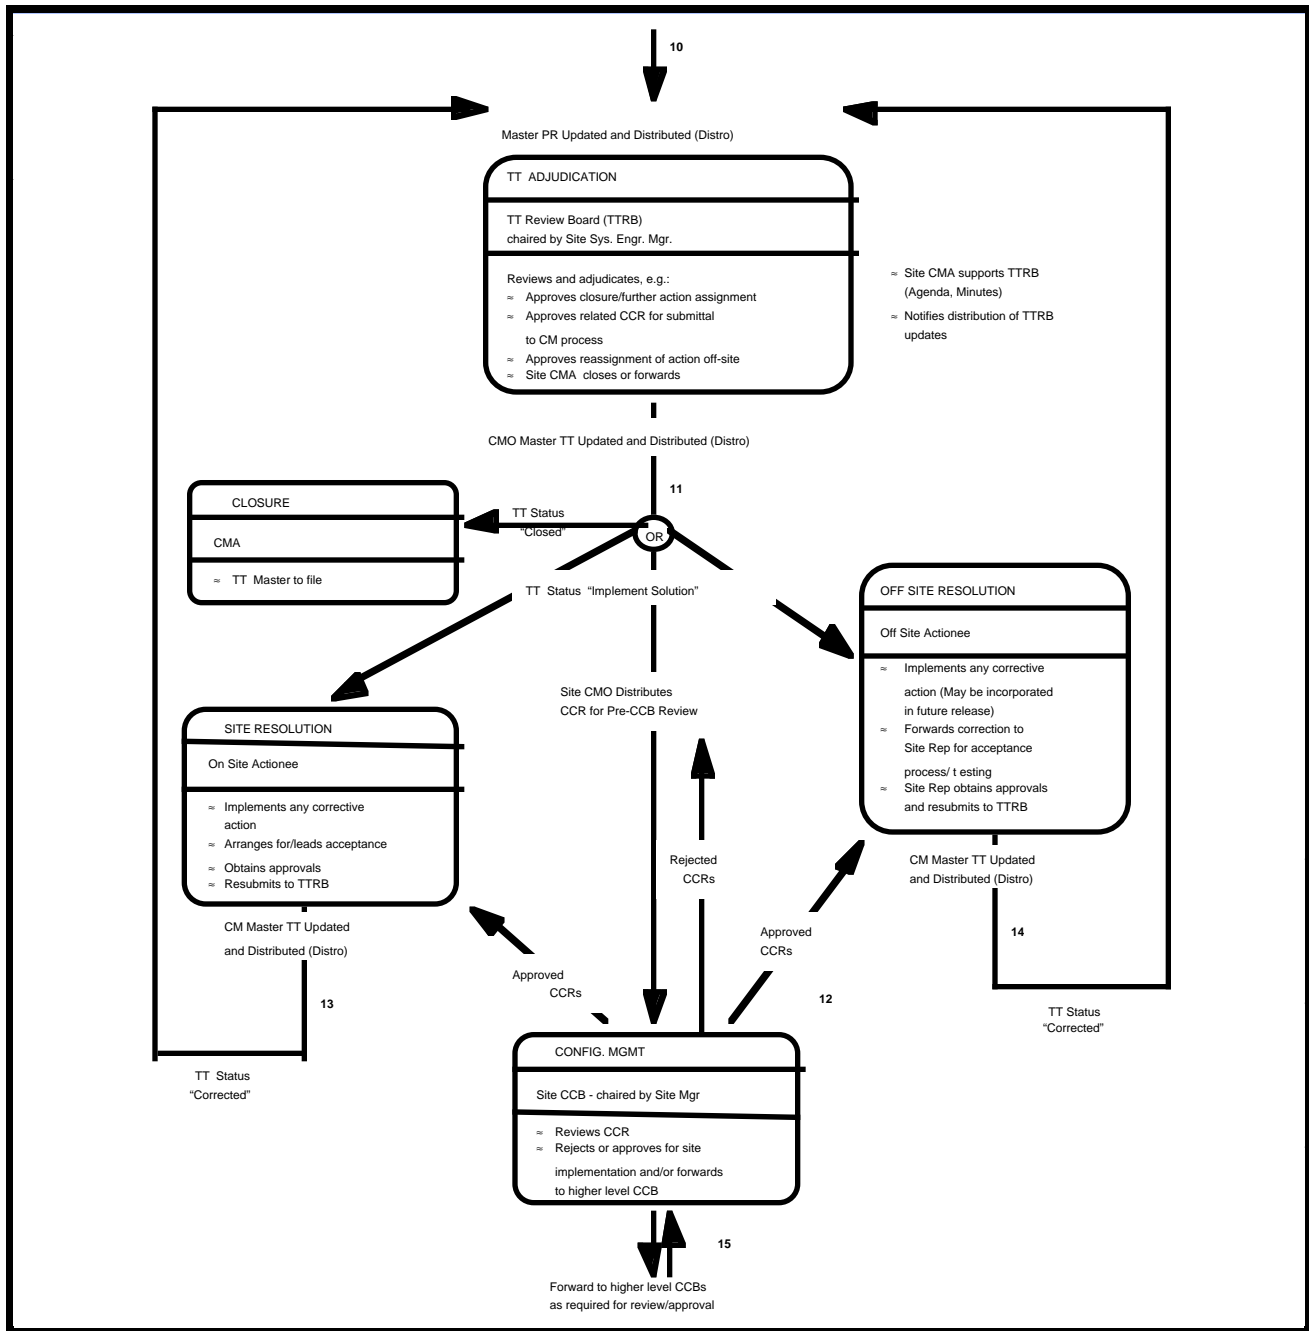 10
Master PR Updated and Distributed (Distro)
TT ADJUDICATION
TT Review Board (TTRB)
chaired by Site Sys. Engr. Mgr.
Reviews and adjudicates, e.g.:
≈ Approves closure/further action assignment
≈ Approves related CCR for submittal
to CM process
≈ Approves reassignment of action off-site
≈ Site CMA closes or forwards
≈ Site CMA supports TTRB
(Agenda, Minutes)
≈ Notifies distribution of TTRB
updates
CMO Master TT Updated and Distributed (Distro)
11
CLOSURE
CMA
≈ TT Master to file
TT Status
“Closed”
OR
TT Status “Implement Solution”
OFF SITE RESOLUTION
Off Site Actionee
≈ Implements any corrective
action (May be incorporated
in future release)
≈ Forwards correction to
Site Rep for acceptance
process/ t esting
≈ Site Rep obtains approvals
and resubmits to TTRB
Site CMO Distributes
CCR for Pre-CCB Review
SITE RESOLUTION
On Site Actionee
≈ Implements any corrective
action
≈ Arranges for/leads acceptance
≈ Obtains approvals
≈ Resubmits to TTRB
Rejected
CCRs
CM Master TT Updated
and Distributed (Distro)
14
CM Master TT Updated
and Distributed (Distro)
13
Approved
CCRs
Approved
CCRs
12
TT Status
“Corrected”
TT Status
“Corrected”
CONFIG. MGMT
Site CCB - chaired by Site Mgr
≈ Reviews CCR
≈ Rejects or approves for site
implementation and/or forwards
to higher level CCB
15
Forward to higher level CCBs
as required for review/approval